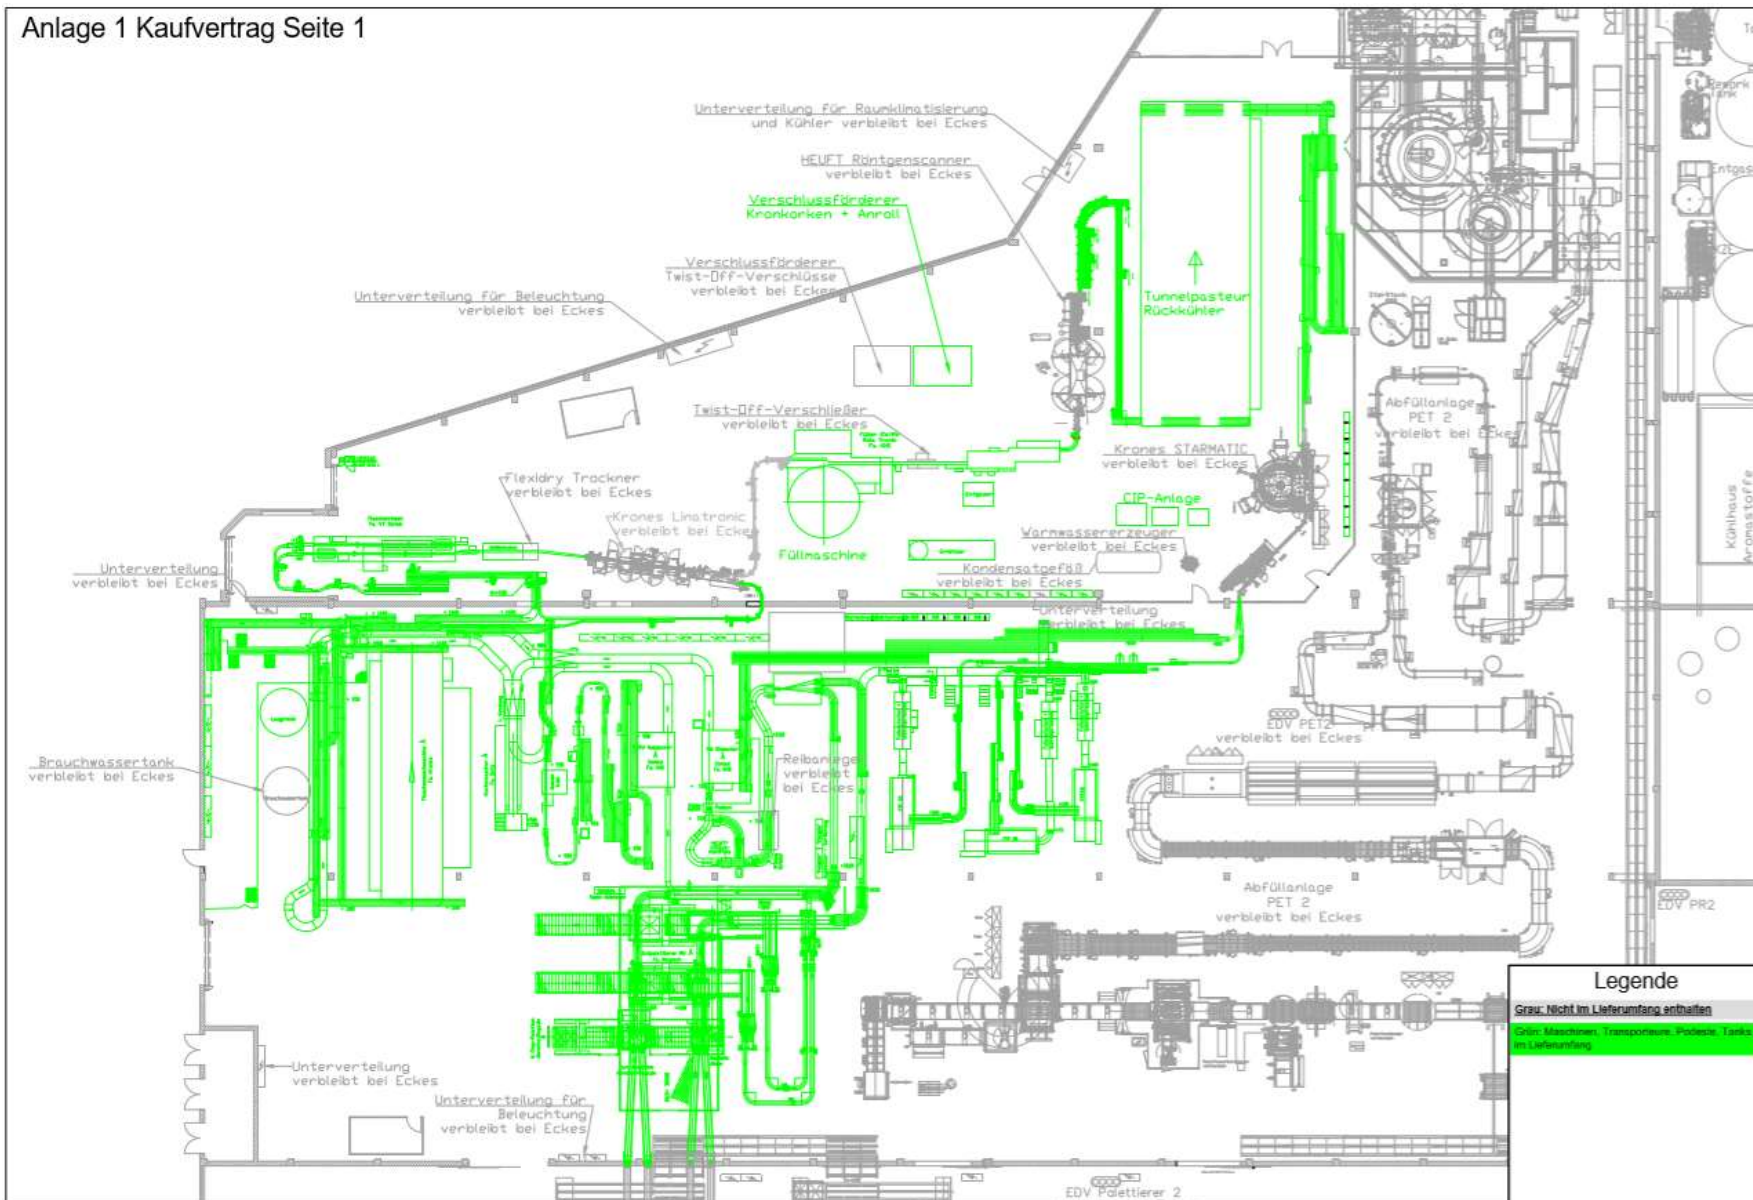 Anlage 1 Kaufvertrag Seite 1
Unterverteilung für Raumklimatisierung
und Kühler verbleibt bei Eckes
HEUFT Röntgenscanner
verbleibt bei Eckes
Verschlussförderer
Kronkorken + Anroll
Verschlussförderer
Twist-Off-Verschlüsse
verbleibt bei Eckes
Unterverteilung für Beleuchtung
verbleibt bei Eckes
Tunnelpasteur
Rückkühler
Rework
Tank
Twist-Off-Verschließer
verbleibt bei Eckes
Abfüllanlage
PET 2
verbleibt bei Eckes
Krones STARMATIC
verbleibt bei Eckes
Flexidry Trockner
verbleibt bei Eckes
CIP-Anlage
Krones Linatronic
verbleibt bei Eckes
Füllmaschine
Warmwassererzeuger
verbleibt bei Eckes
Kondensatgefäß
verbleibt bei Eckes
Kühlhaus
Aromastoffe
Unterverteilung
verbleibt bei Eckes
Unterverteilung
verbleibt bei Eckes
EDV PET2
verbleibt bei Eckes
Brauchwassertank
verbleibt bei Eckes
Reibanlage
verbleibt
bei Eckes
Abfüllanlage
PET 2
verbleibt bei Eckes
EDV PR2
Legende
Grau: Nicht im Lieferumfang enthalten
Grün: Maschinen, Transporteure, Podeste, Tanks
im Lieferumfang
Unterverteilung
verbleibt bei Eckes
Unterverteilung für
Beleuchtung
verbleibt bei Eckes
EDV Palettierer 2